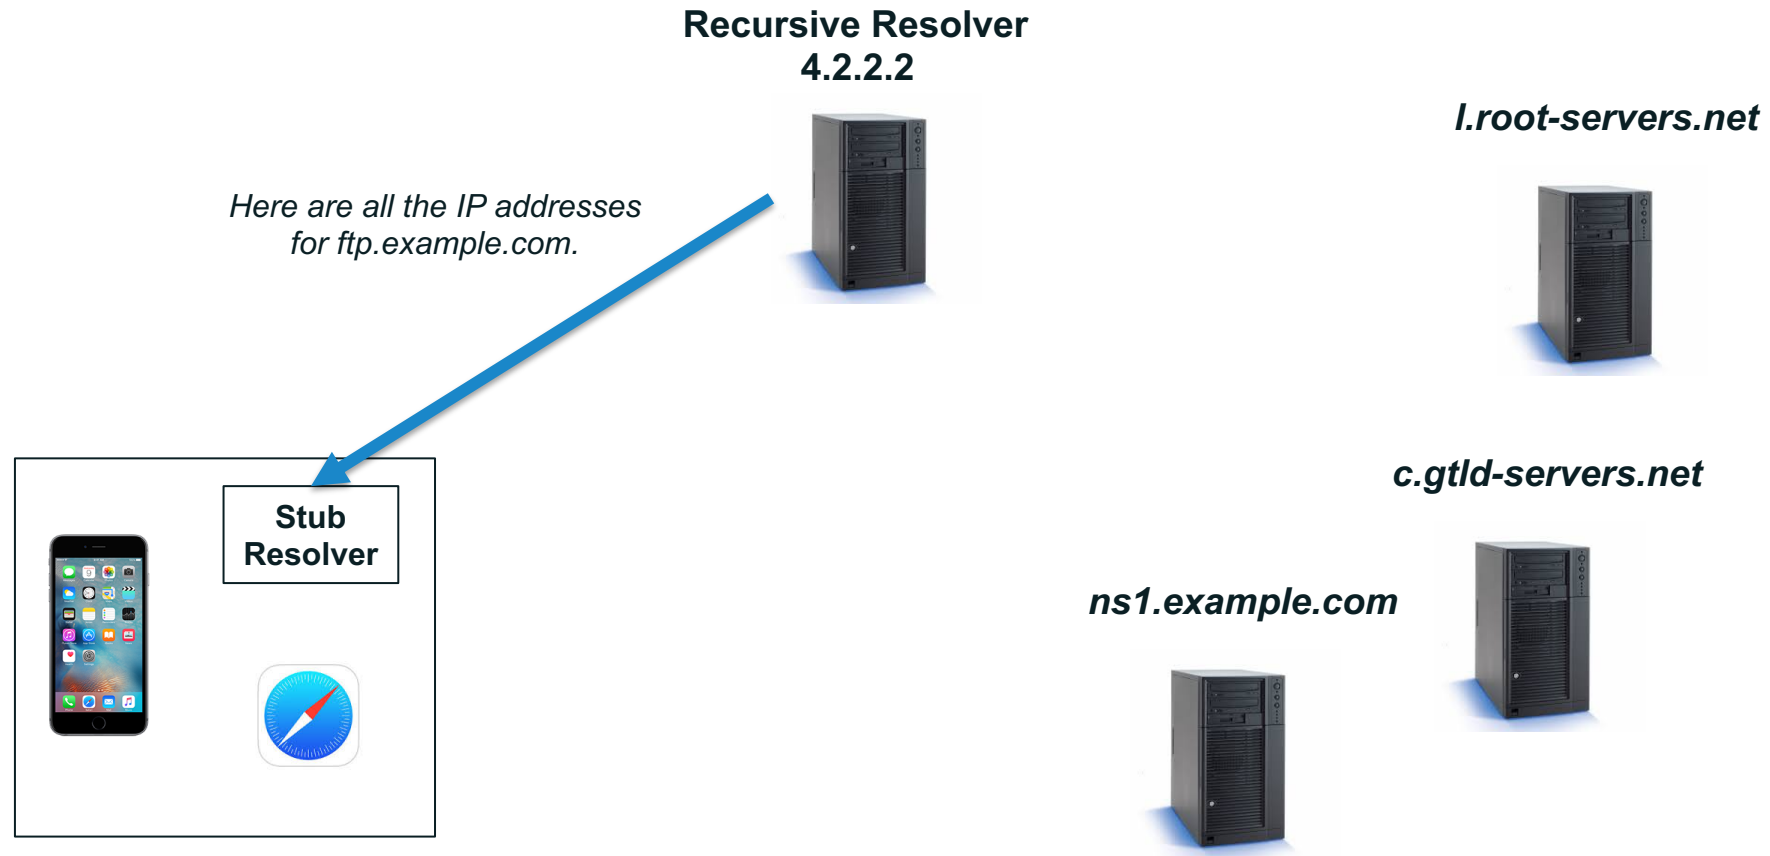 Recursive Resolver
4.2.2.2
l.root-servers.net
Here are all the IP addresses
for ftp.example.com.
c.gtld-servers.net
Stub
Resolver
ns1.example.com